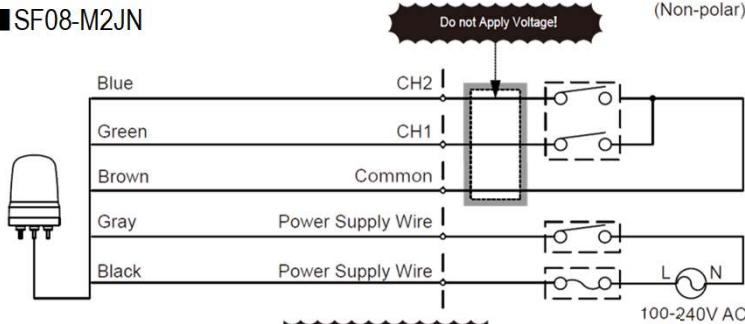 ■SF08-M2JN
Do not Apply Voltage!
(Non-polar)
Blue CH2
Green CH1
Brown Common
Gray Power Supply Wire
Black Power Supply Wire
L N
100-240V AC